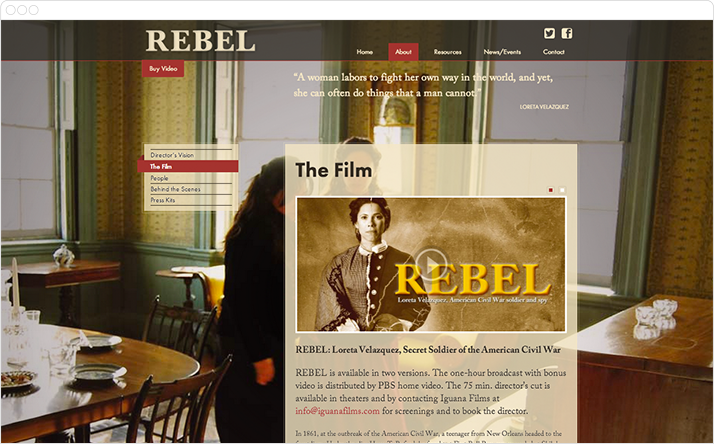 REBEL
Home
About
Resources
News/Events
Contact
Buy Video
“A woman labors to fight her own way in the world, and yet,
she can often do things that a man cannot.”
LORETA VELAZQUEZ
Director's Vision
The Film
People
Behind the Scenes
Press Kits
The Film
REBEL
Loreta Velazquez, American Civil War soldier and spy
REBEL: Loreta Velazquez, Secret Soldier of the American Civil War
REBEL is available in two versions. The one-hour broadcast with bonus
video is distributed by PBS home video. The 75 min. director's cut is
available in theaters and by contacting Iguana Films at
info@iguanafilms.com for screenings and to book the director.
In 1861, at the outbreak of the American Civil War, a teenager from New Orleans headed to the